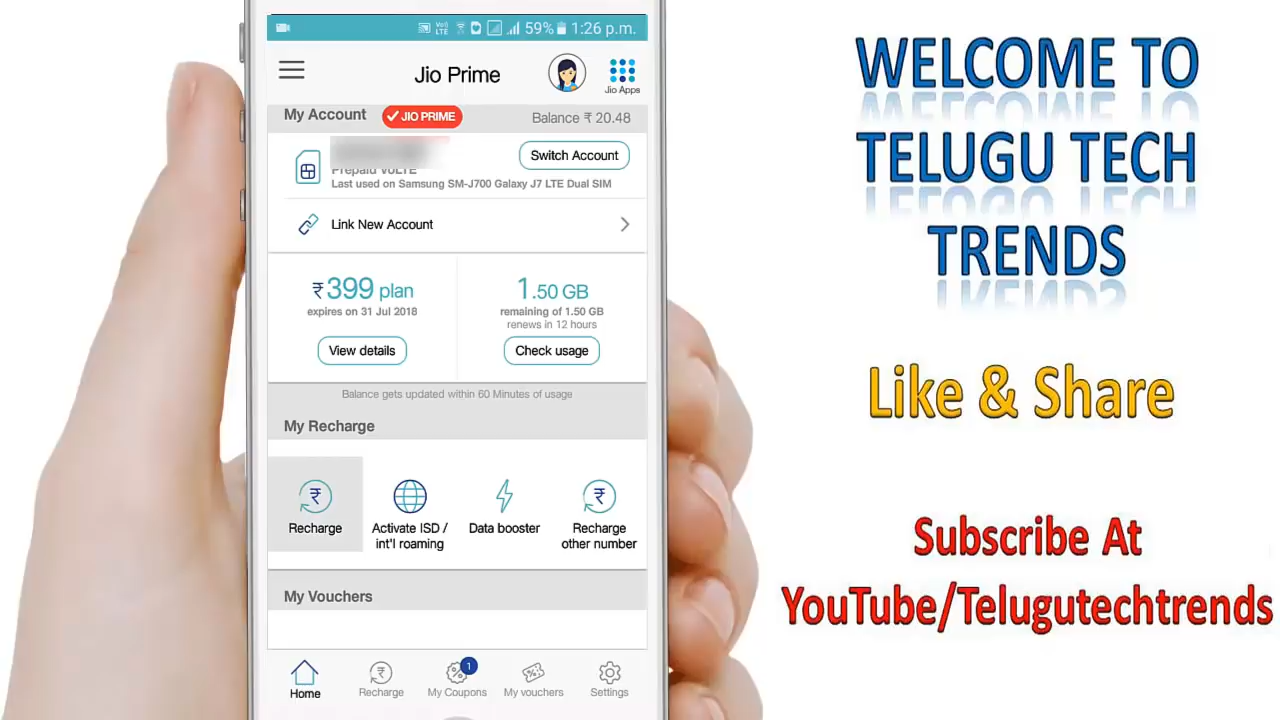 59% 1:26 p.m.
Jio Prime
Jio Apps
My Account
JIO PRIME
Balance ₹ 20.48
Prepaid VoLTE
Switch Account
Last used on Samsung SM-J700 Galaxy J7 LTE Dual SIM
Link New Account
₹399 plan
expires on 31 Jul 2018
View details
1.50 GB
remaining of 1.50 GB
renews in 12 hours
Check usage
Balance gets updated within 60 Minutes of usage
My Recharge
Recharge
Activate ISD /
int'l roaming
Data booster
Recharge
other number
My Vouchers
Home
Recharge
1
My Coupons
My vouchers
Settings
WELCOME TO
TELUGU TECH
TRENDS
Like & Share
Subscribe At
YouTube/Telugutechtrends